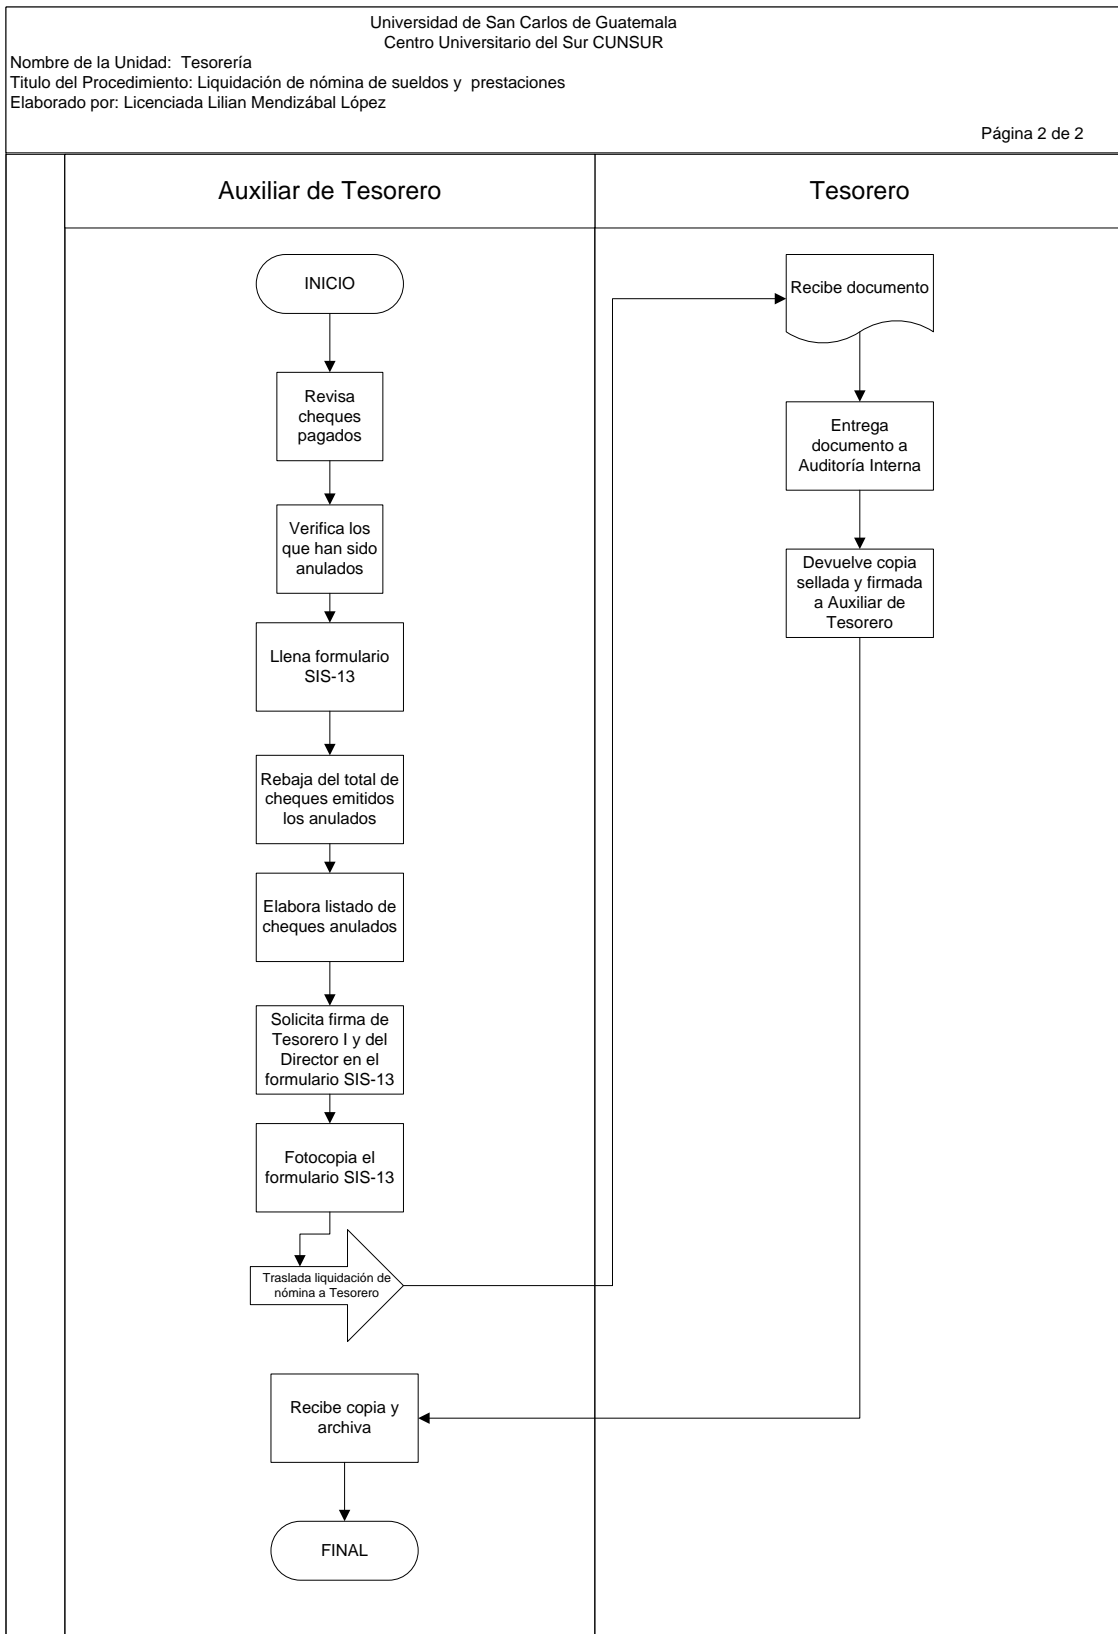 Universidad de San Carlos de Guatemala
Centro Universitario del Sur CUNSUR
Nombre de la Unidad: Tesorería
Titulo del Procedimiento: Liquidación de nómina de sueldos y prestaciones
Elaborado por: Licenciada Lilian Mendizábal López
Página 2 de 2
Auxiliar de Tesorero
Tesorero
INICIO
Revisa
cheques
pagados
Verifica los
que han sido
anulados
Llena formulario
SIS-13
Rebaja del total de
cheques emitidos
los anulados
Elabora listado de
cheques anulados
Solicita firma de
Tesorero I y del
Director en el
formulario SIS-13
Fotocopia el
formulario SIS-13
Traslada liquidación de
nómina a Tesorero
Recibe documento
Entrega
documento a
Auditoría Interna
Devuelve copia
sellada y firmada
a Auxiliar de
Tesorero
Recibe copia y
archiva
FINAL